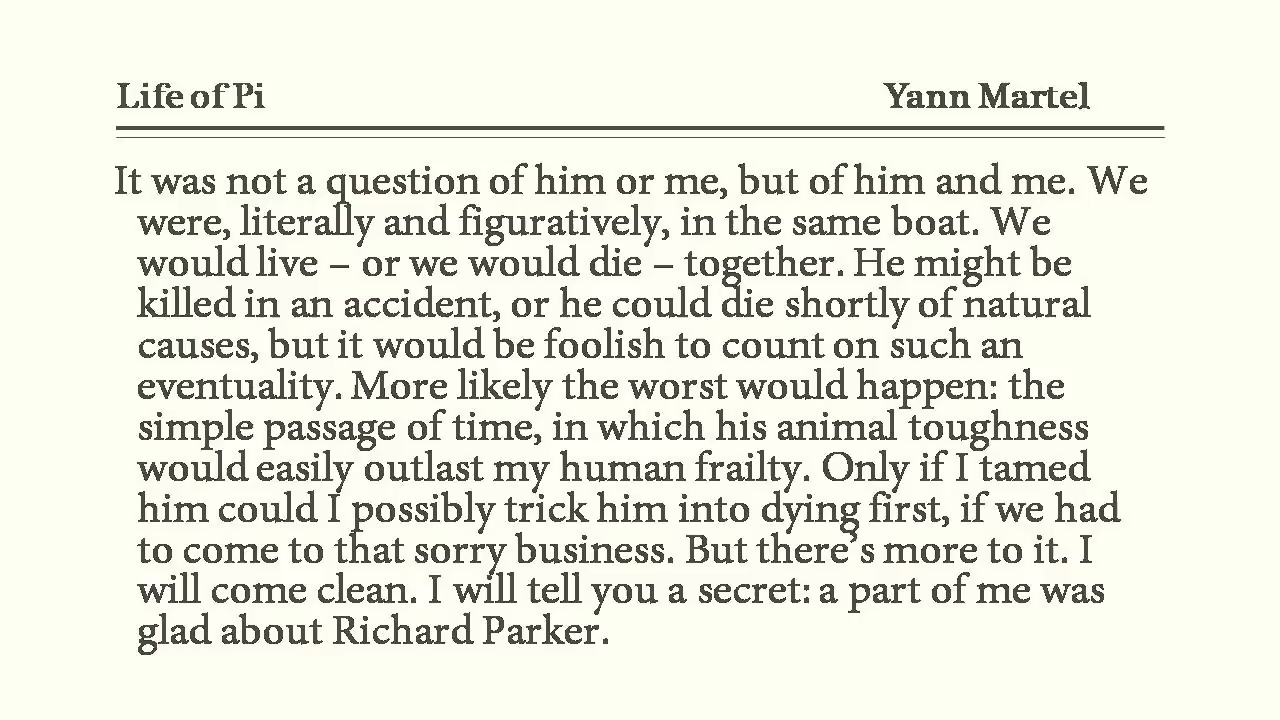 Life of Pi Yann Martel
It was not a question of him or me, but of him and me. We
were, literally and figuratively, in the same boat. We
would live – or we would die – together. He might be
killed in an accident, or he could die shortly of natural
causes, but it would be foolish to count on such an
eventuality. More likely the worst would happen: the
simple passage of time, in which his animal toughness
would easily outlast my human frailty. Only if I tamed
him could I possibly trick him into dying first, if we had
to come to that sorry business. But there’s more to it. I
will come clean. I will tell you a secret: a part of me was
glad about Richard Parker.